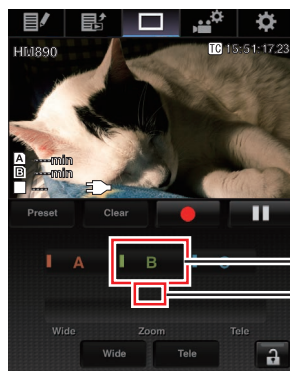 HM890
TC 15:51:17.23
A ---min
B ---min
----
Preset Clear
A B C
Wide Zoom Tele
Wide Tele